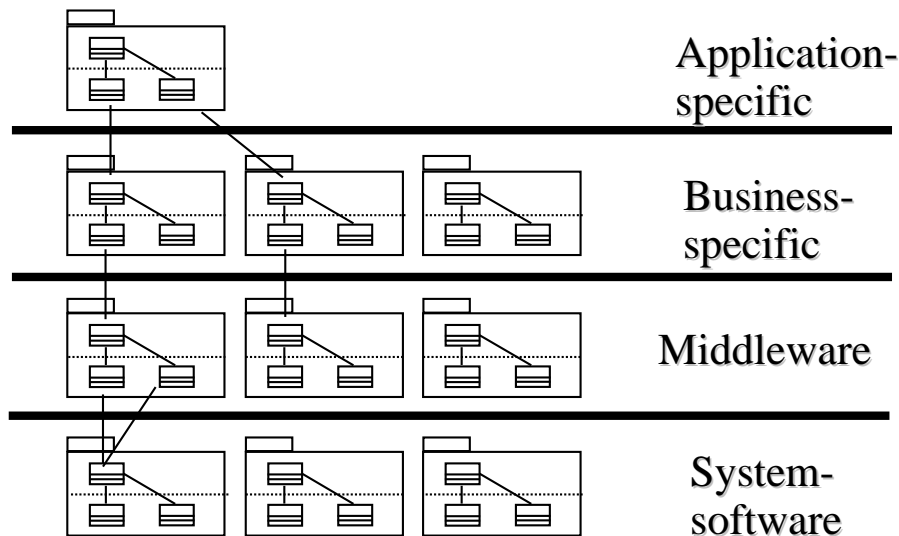 Application-
specific
Business-
specific
Middleware
System-
software